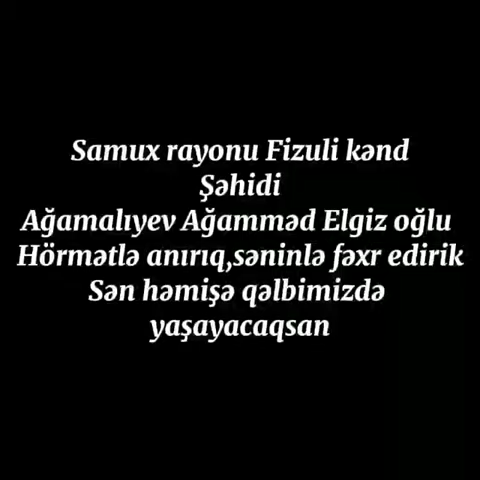 Samux rayonu Fizuli kənd
Şəhidi
Ağamalıyev Ağamməd Elgiz oğlu
Hörmətlə anırıq,səninlə fəxr edirik
Sən həmişə qəlbimizdə
yaşayacaqsan